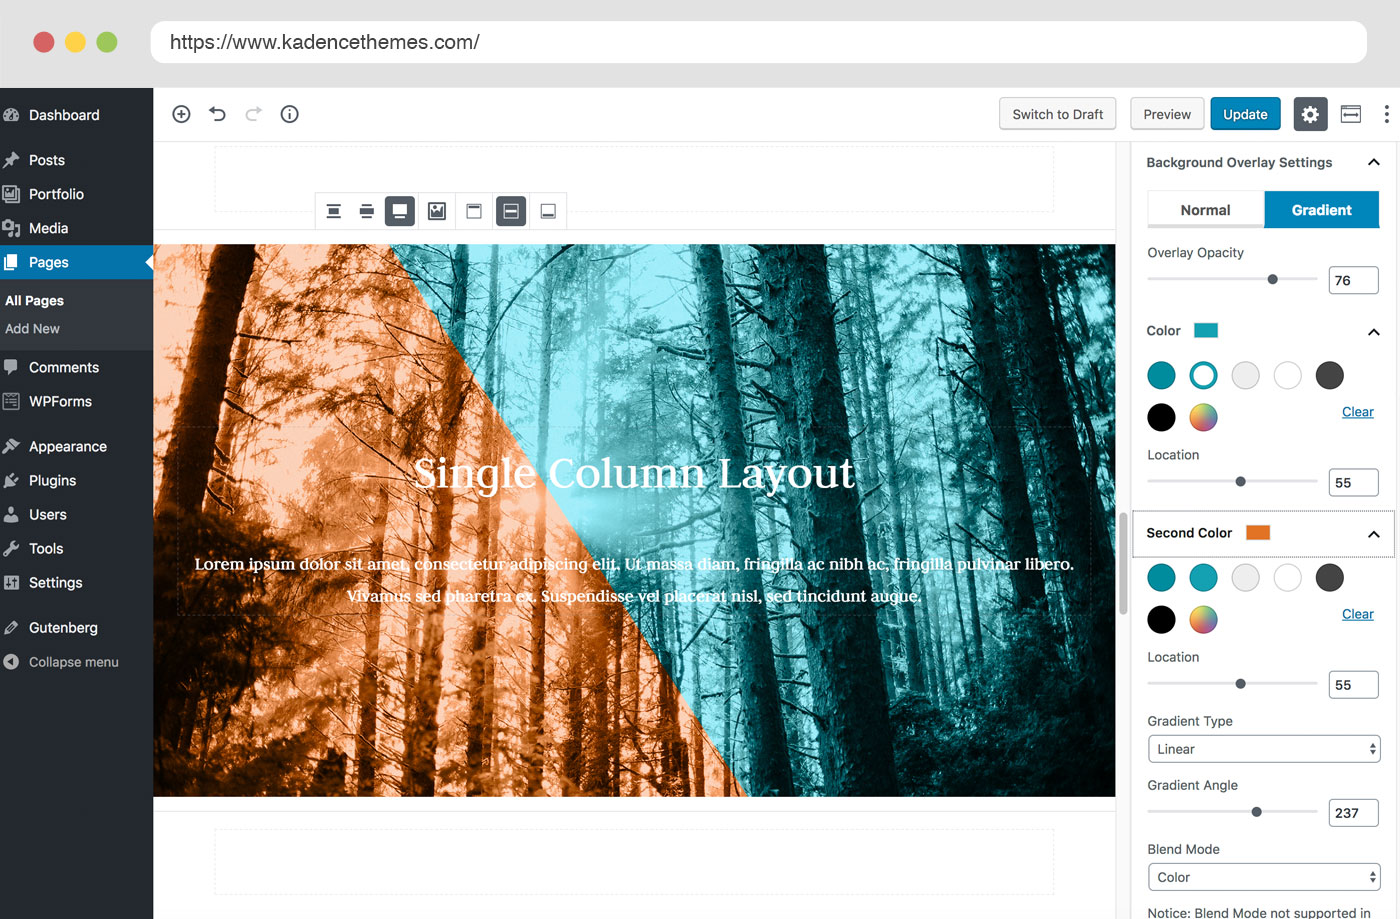 https://www.kadencethemes.com/
Dashboard
Posts
Portfolio
Media
Pages
All Pages
Add New
Comments
WPForms
Appearance
Plugins
Users
Tools
Settings
Gutenberg
Collapse menu
Switch to Draft
Preview
Update
Single Column Layout
Lorem ipsum dolor sit amet, consectetur adipiscing elit. Ut massa diam, fringilla ac nibh ac, fringilla pulvinar libero.
Vivamus sed pharetra ex. Suspendisse vel placerat nisl, sed tincidunt augue.
Background Overlay Settings
Normal
Gradient
Overlay Opacity
76
Color
Clear
Location
55
Second Color
Clear
Location
55
Gradient Type
Linear
Gradient Angle
237
Blend Mode
Color
Notice: Blend Mode not supported in